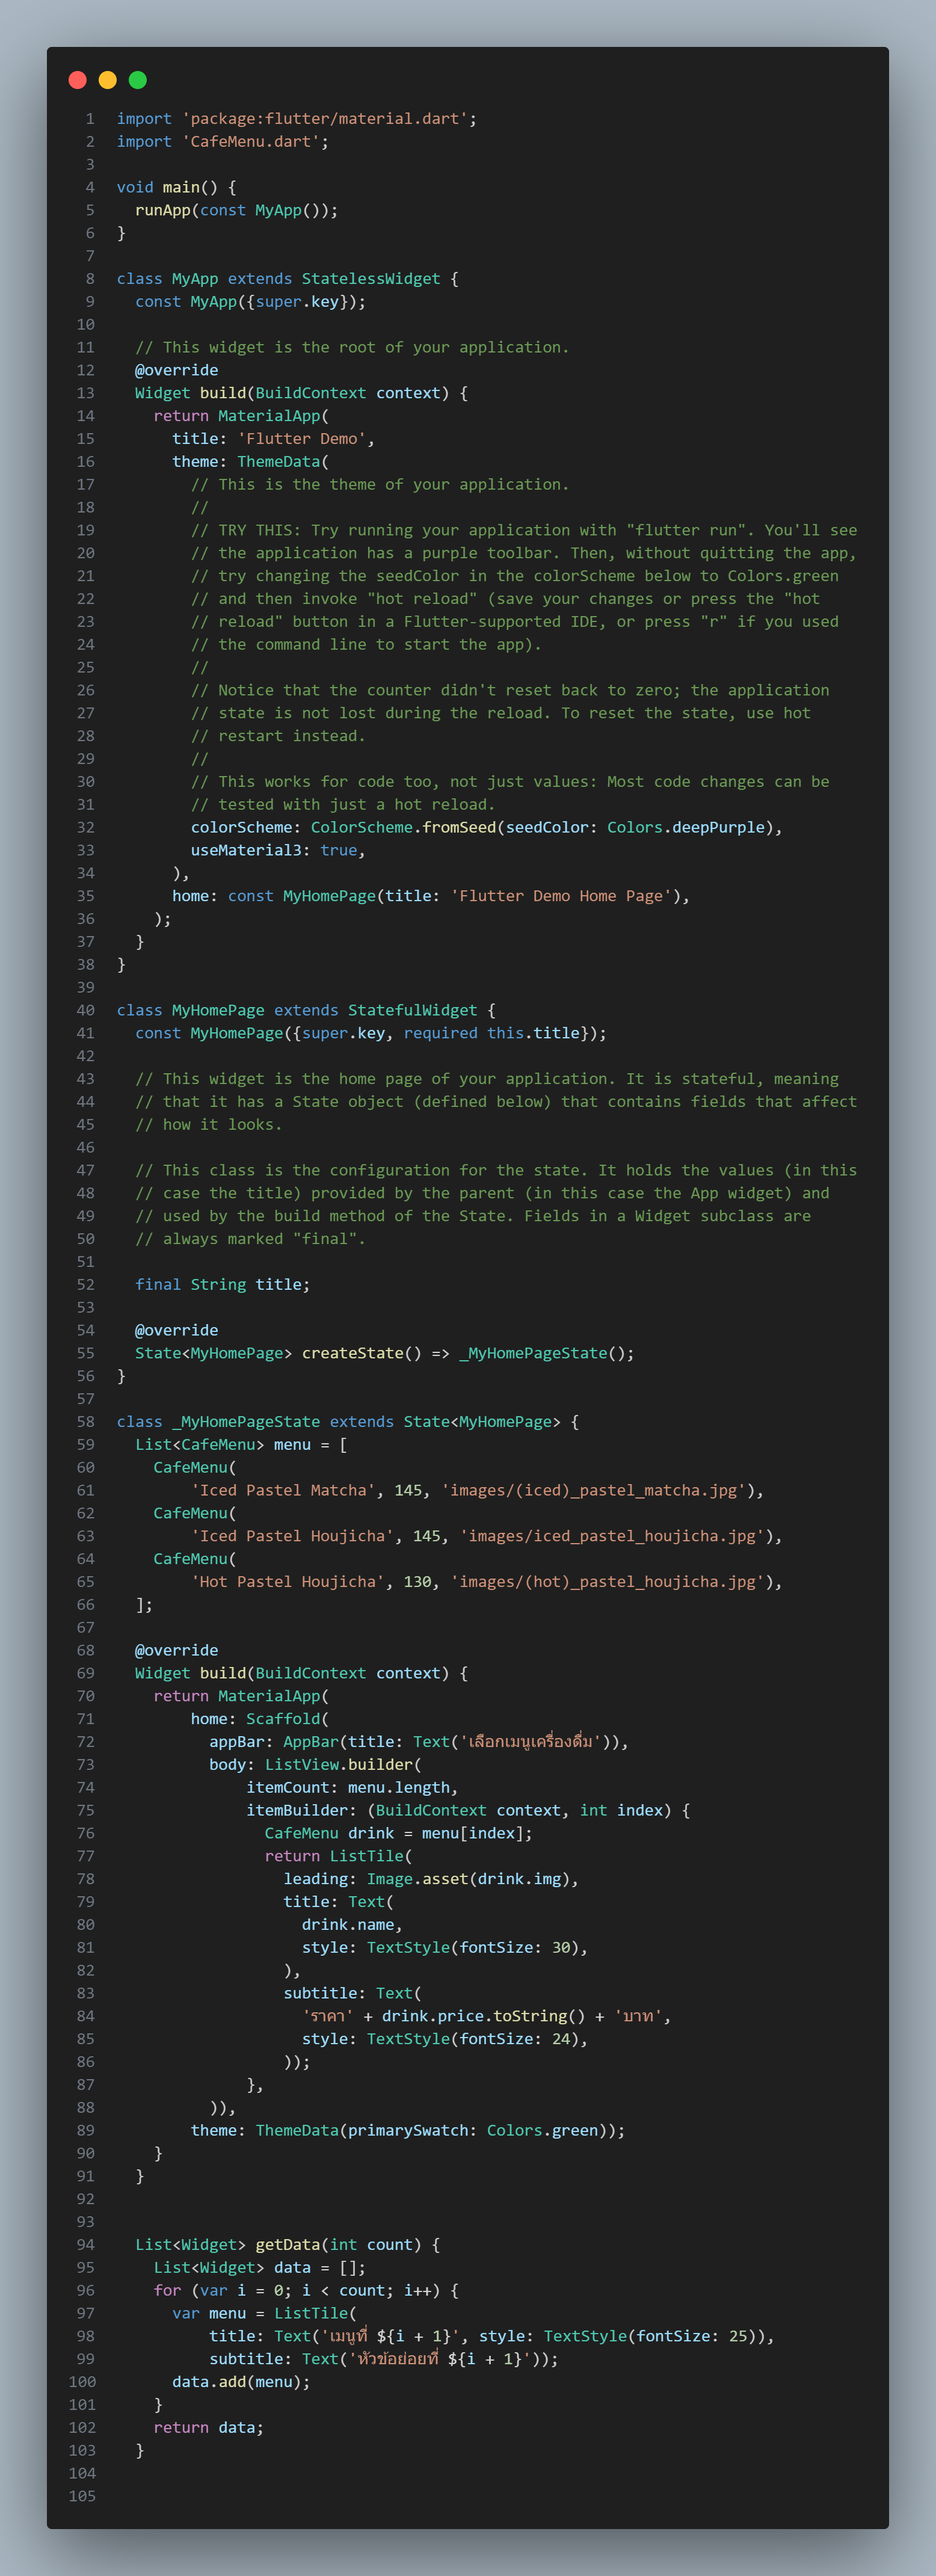 1 import 'package:flutter/material.dart';
2 import 'CafeMenu.dart';
3
4 void main() {
5   runApp(const MyApp());
6 }
7
8 class MyApp extends StatelessWidget {
9   const MyApp({super.key});
10
11   // This widget is the root of your application.
12   @override
13   Widget build(BuildContext context) {
14     return MaterialApp(
15       title: 'Flutter Demo',
16       theme: ThemeData(
17         // This is the theme of your application.
18         //
19         // TRY THIS: Try running your application with "flutter run". You'll see
20         // the application has a purple toolbar. Then, without quitting the app,
21         // try changing the seedColor in the colorScheme below to Colors.green
22         // and then invoke "hot reload" (save your changes or press the "hot
23         // reload" button in a Flutter-supported IDE, or press "r" if you used
24         // the command line to start the app).
25         //
26         // Notice that the counter didn't reset back to zero; the application
27         // state is not lost during the reload. To reset the state, use hot
28         // restart instead.
29         //
30         // This works for code too, not just values: Most code changes can be
31         // tested with just a hot reload.
32         colorScheme: ColorScheme.fromSeed(seedColor: Colors.deepPurple),
33         useMaterial3: true,
34       ),
35       home: const MyHomePage(title: 'Flutter Demo Home Page'),
36     );
37   }
38 }
39
40 class MyHomePage extends StatefulWidget {
41   const MyHomePage({super.key, required this.title});
42
43   // This widget is the home page of your application. It is stateful, meaning
44   // that it has a State object (defined below) that contains fields that affect
45   // how it looks.
46
47   // This class is the configuration for the state. It holds the values (in this
48   // case the title) provided by the parent (in this case the App widget) and
49   // used by the build method of the State. Fields in a Widget subclass are
50   // always marked "final".
51
52   final String title;
53
54   @override
55   State<MyHomePage> createState() => _MyHomePageState();
56 }
57
58 class _MyHomePageState extends State<MyHomePage> {
59   List<CafeMenu> menu = [
60     CafeMenu(
61         'Iced Pastel Matcha', 145, 'images/(iced)_pastel_matcha.jpg'),
62     CafeMenu(
63         'Iced Pastel Houjicha', 145, 'images/iced_pastel_houjicha.jpg'),
64     CafeMenu(
65         'Hot Pastel Houjicha', 130, 'images/(hot)_pastel_houjicha.jpg'),
66   ];
67
68   @override
69   Widget build(BuildContext context) {
70     return MaterialApp(
71         home: Scaffold(
72           appBar: AppBar(title: Text('เลือกเมนูเครื่องดื่ม')),
73           body: ListView.builder(
74               itemCount: menu.length,
75               itemBuilder: (BuildContext context, int index) {
76                 CafeMenu drink = menu[index];
77                 return ListTile(
78                   leading: Image.asset(drink.img),
79                   title: Text(
80                     drink.name,
81                     style: TextStyle(fontSize: 30),
82                   ),
83                   subtitle: Text(
84                     'ราคา' + drink.price.toString() + 'บาท',
85                     style: TextStyle(fontSize: 24),
86                   ));
87               },
88           )),
89         theme: ThemeData(primarySwatch: Colors.green));
90     }
91   }
92
93
94   List<Widget> getData(int count) {
95     List<Widget> data = [];
96     for (var i = 0; i < count; i++) {
97       var menu = ListTile(
98           title: Text('เมนูที่ ${i + 1}', style: TextStyle(fontSize: 25)),
99           subtitle: Text('หัวข้อย่อยที่ ${i + 1}'));
100       data.add(menu);
101     }
102     return data;
103   }
104
105